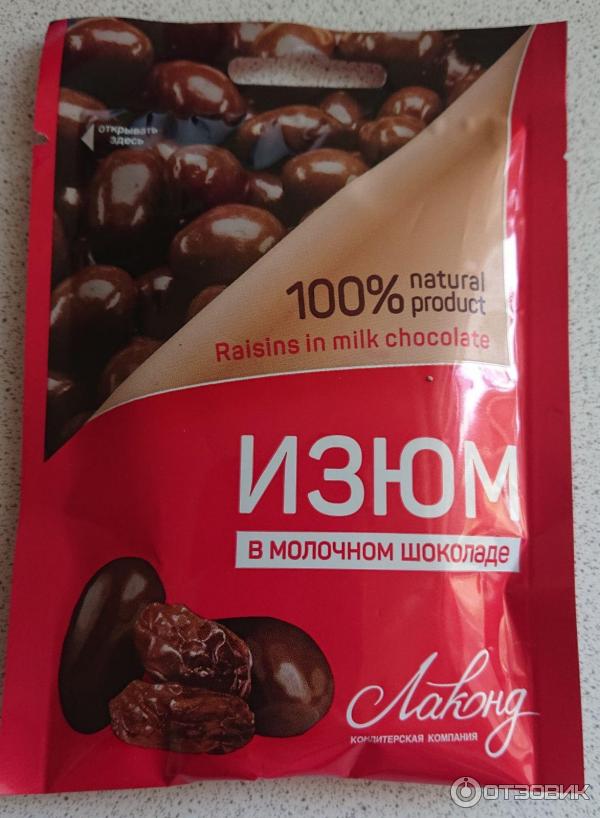 открывать
здесь
100% natural
product
Raisins in milk chocolate
ИЗЮМ
в молочном шоколаде
Лаконд
КОНДИТЕРСКАЯ КОМПАНИЯ
ОТЗОВИК